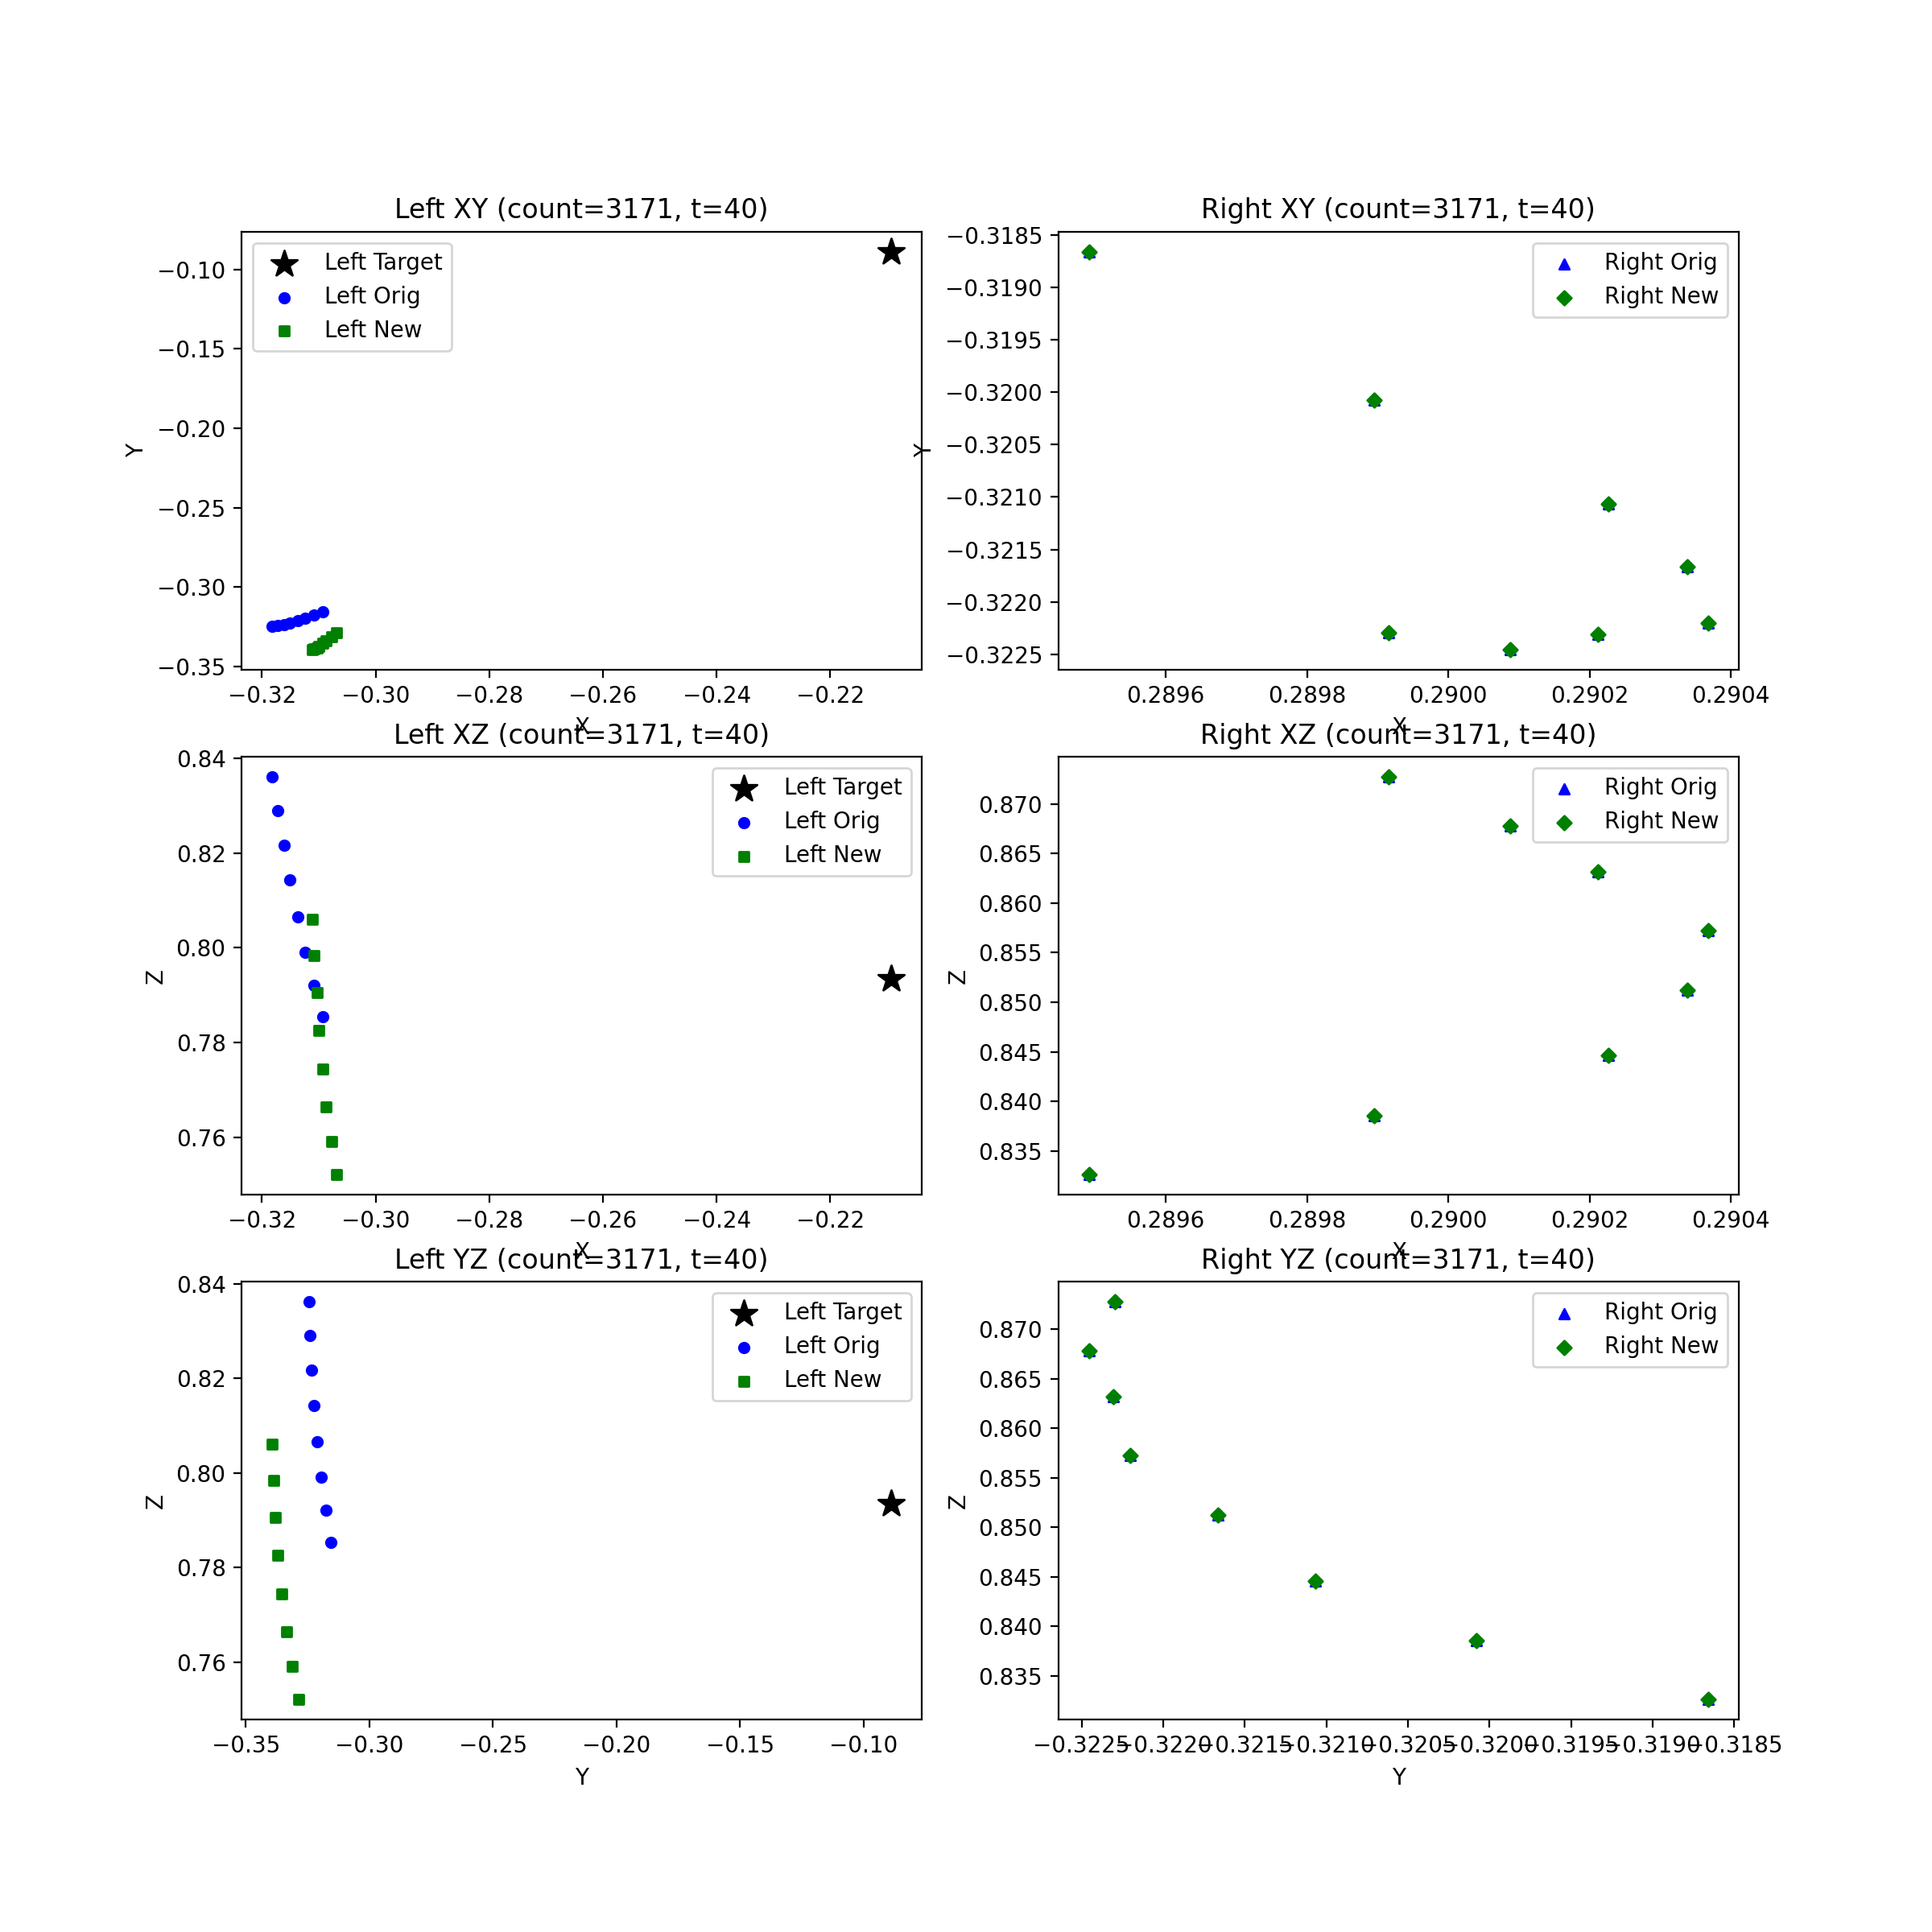 Left XY (count=3171, t=40)
Right XY (count=3171, t=40)
Left Target
Left Orig
Left New
−0.10
−0.15
−0.20
−0.25
−0.30
−0.35
Y
−0.32 −0.30 −0.28 −0.26 −0.24 −0.22
X
Right Orig
Right New
−0.3185
−0.3190
−0.3195
−0.3200
−0.3205
−0.3210
−0.3215
−0.3220
−0.3225
Y
0.2896 0.2898 0.2900 0.2902 0.2904
X
Left XZ (count=3171, t=40)
Right XZ (count=3171, t=40)
Left Target
Left Orig
Left New
0.84
0.82
0.80
0.78
0.76
Z
−0.32 −0.30 −0.28 −0.26 −0.24 −0.22
X
Right Orig
Right New
0.870
0.865
0.860
0.855
0.850
0.845
0.840
0.835
Z
0.2896 0.2898 0.2900 0.2902 0.2904
X
Left YZ (count=3171, t=40)
Right YZ (count=3171, t=40)
Left Target
Left Orig
Left New
0.84
0.82
0.80
0.78
0.76
Z
−0.35 −0.30 −0.25 −0.20 −0.15 −0.10
Y
Right Orig
Right New
0.870
0.865
0.860
0.855
0.850
0.845
0.840
0.835
Z
−0.3225 −0.3220 −0.3215 −0.3210 −0.3205 −0.3200 −0.3195 −0.3190 −0.3185
Y